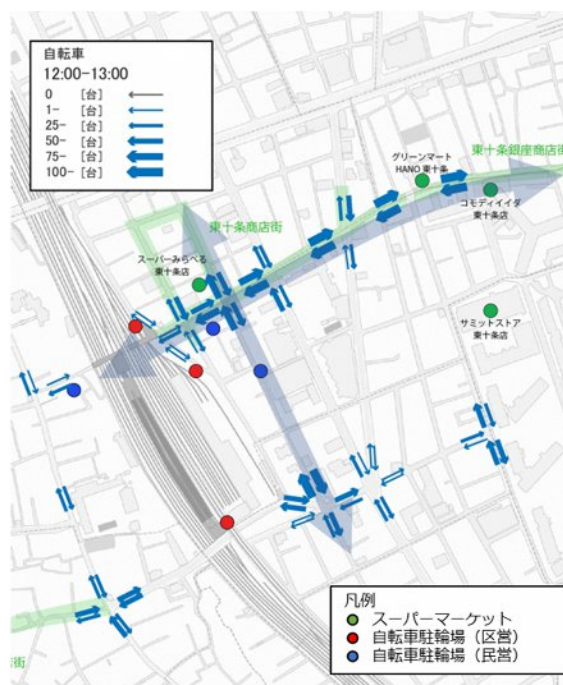 自転車
12:00-13:00
0 [台]
1- [台]
25- [台]
50- [台]
75- [台]
100- [台]
東十条銀座商店街
グリーンマート
HANO 東十条
コモディイイダ
東十条店
東十条商店街
スーパーみらべる
東十条店
サミットストア
東十条店
凡例
スーパーマーケット
自転車駐輪場（区営）
自転車駐輪場（民営）
街